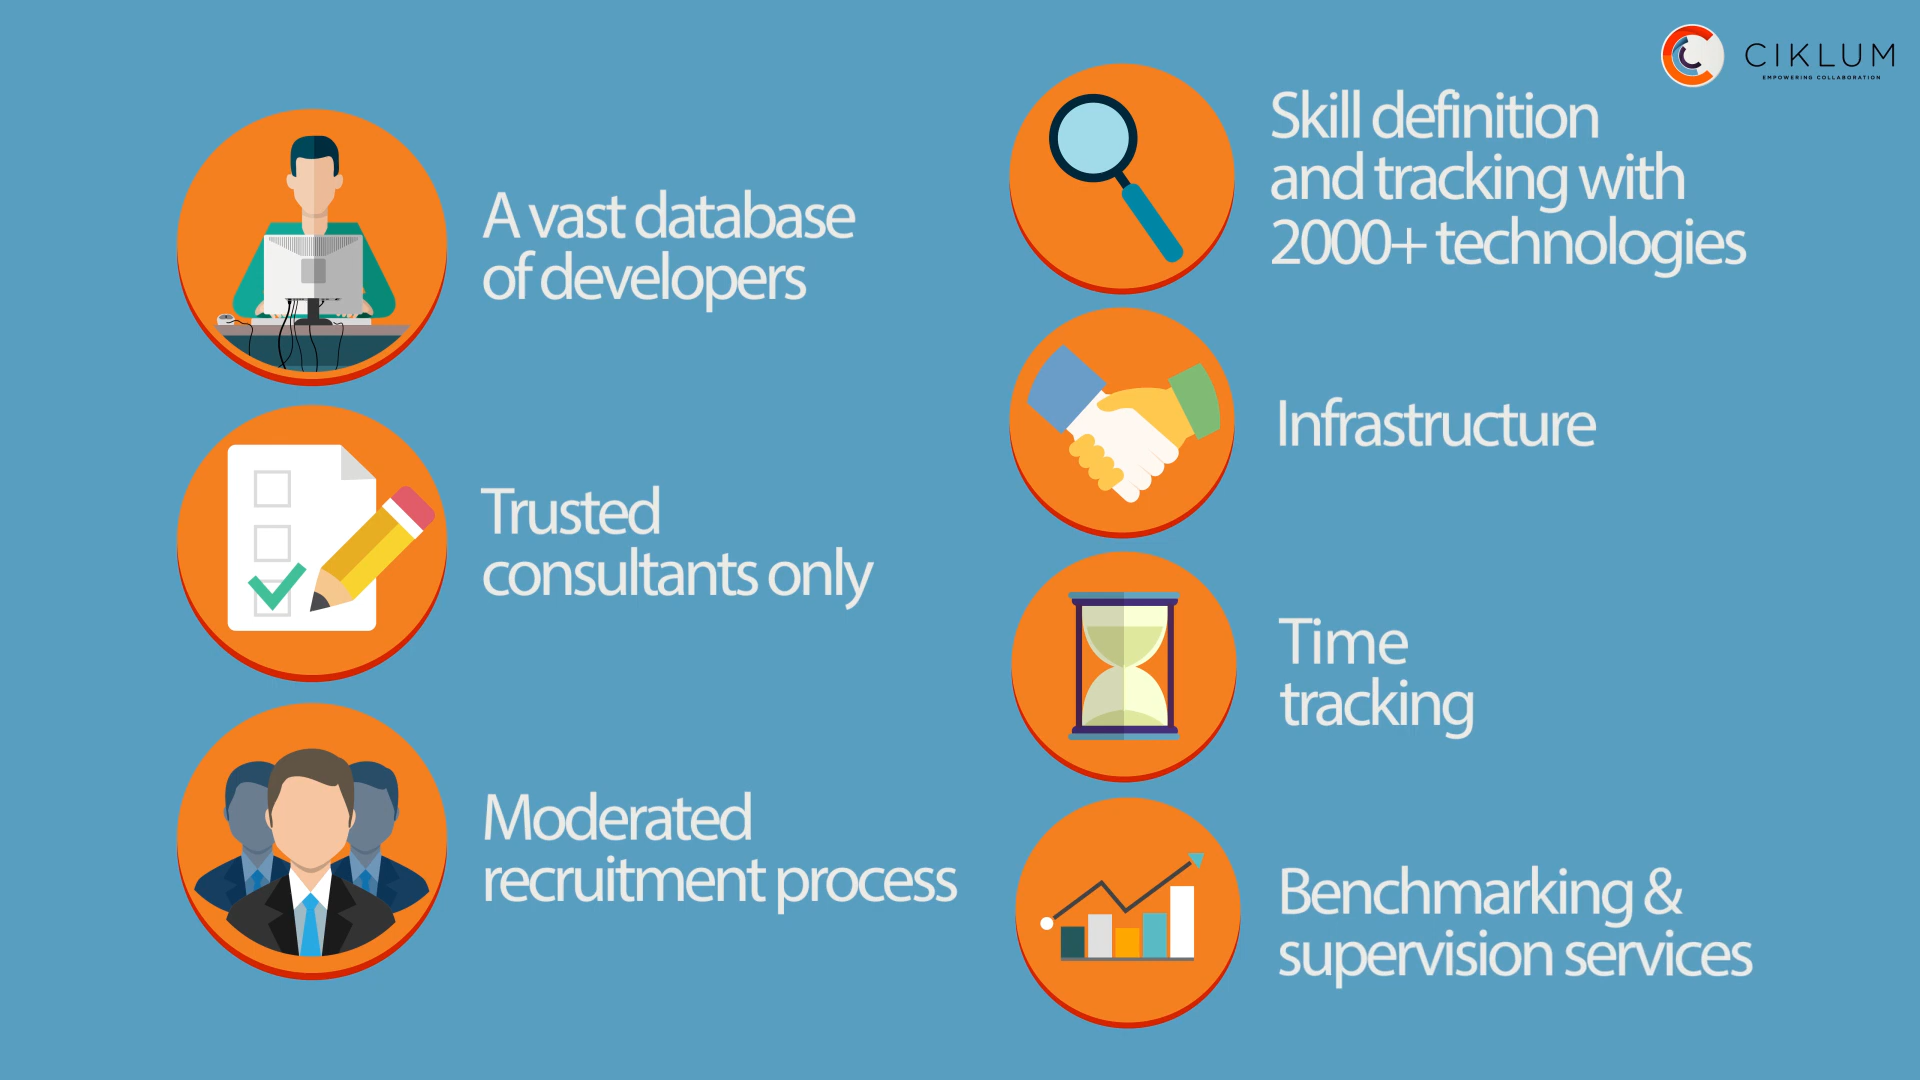 CIKLUM
EMPOWERING COLLABORATION
A vast database
of developers
Trusted
consultants only
Moderated
recruitment process
Skill definition
and tracking with
2000+ technologies
Infrastructure
Time
tracking
Benchmarking &
supervision services